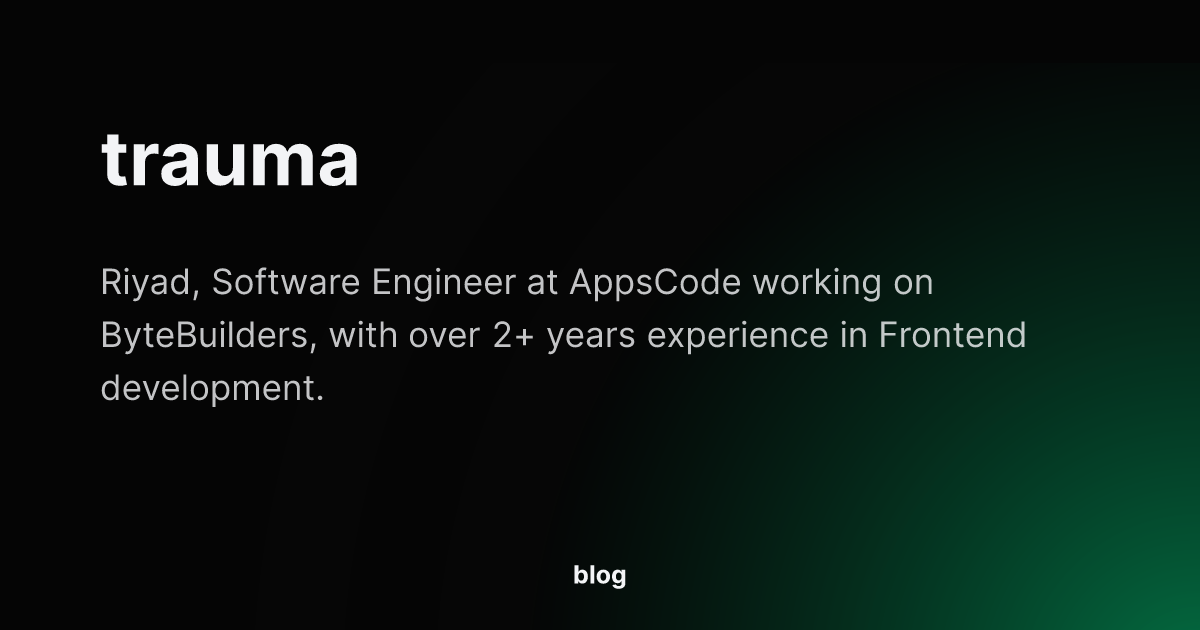 trauma
Riyad, Software Engineer at AppsCode working on
ByteBuilders, with over 2+ years experience in Frontend
development.
blog